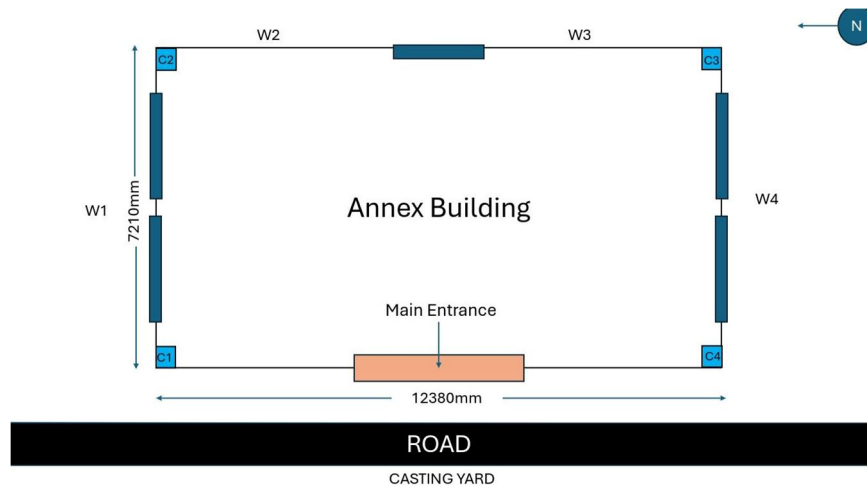 N
W2
W3
C2
C3
W1
7210mm
Annex Building
W4
Main Entrance
C1
C4
12380mm
ROAD
CASTING YARD